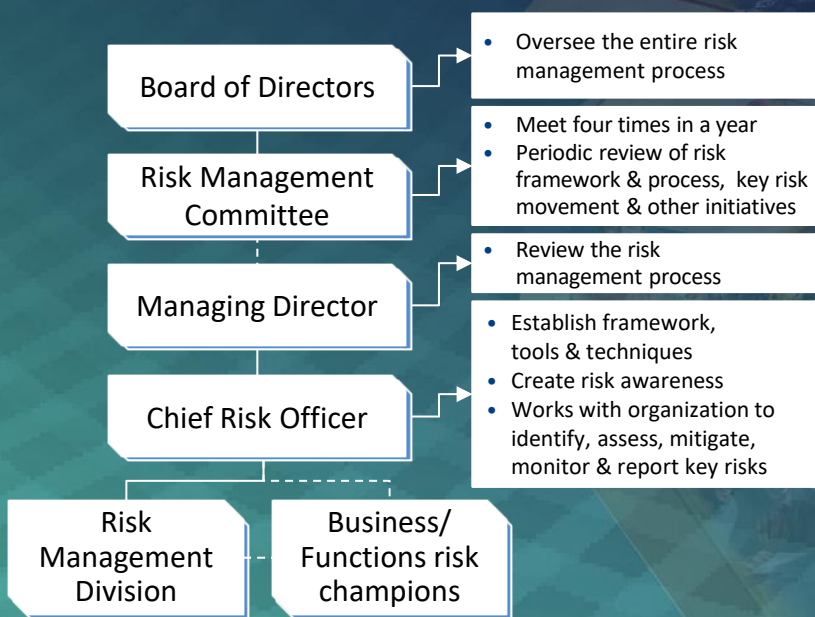 Board of Directors
• Oversee the entire risk
management process
Risk Management
Committee
• Meet four times in a year
• Periodic review of risk
framework & process, key risk
movement & other initiatives
Managing Director
• Review the risk
management process
Chief Risk Officer
• Establish framework,
tools & techniques
• Create risk awareness
• Works with organization to
identify, assess, mitigate,
monitor & report key risks
Risk
Management
Division
Business/
Functions risk
champions